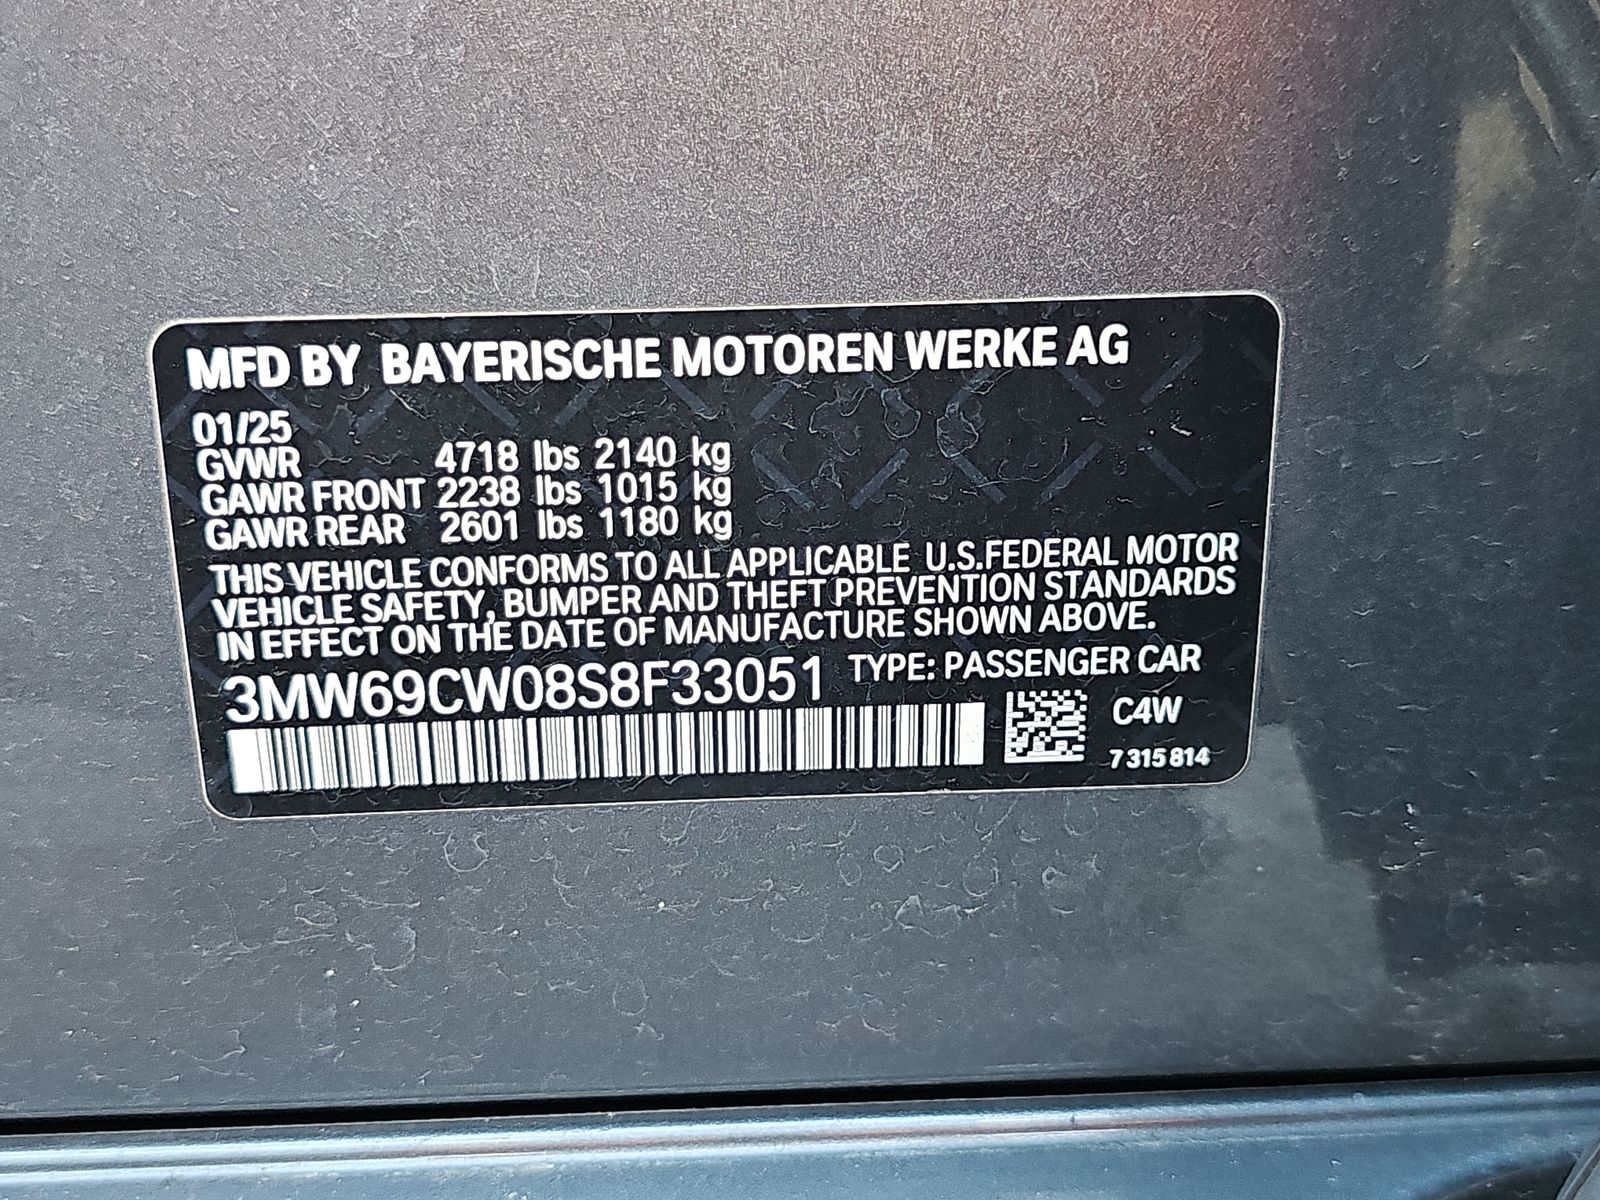 MFD BY BAYERISCHE MOTOREN WERKE AG
01/25
GVWR 4718 lbs 2140 kg
GAWR FRONT 2238 lbs 1015 kg
GAWR REAR 2601 lbs 1180 kg
THIS VEHICLE CONFORMS TO ALL APPLICABLE U.S.FEDERAL MOTOR
VEHICLE SAFETY, BUMPER AND THEFT PREVENTION STANDARDS
IN EFFECT ON THE DATE OF MANUFACTURE SHOWN ABOVE.
3MW69CW08S8F33051 TYPE: PASSENGER CAR
C4W
7 315 814